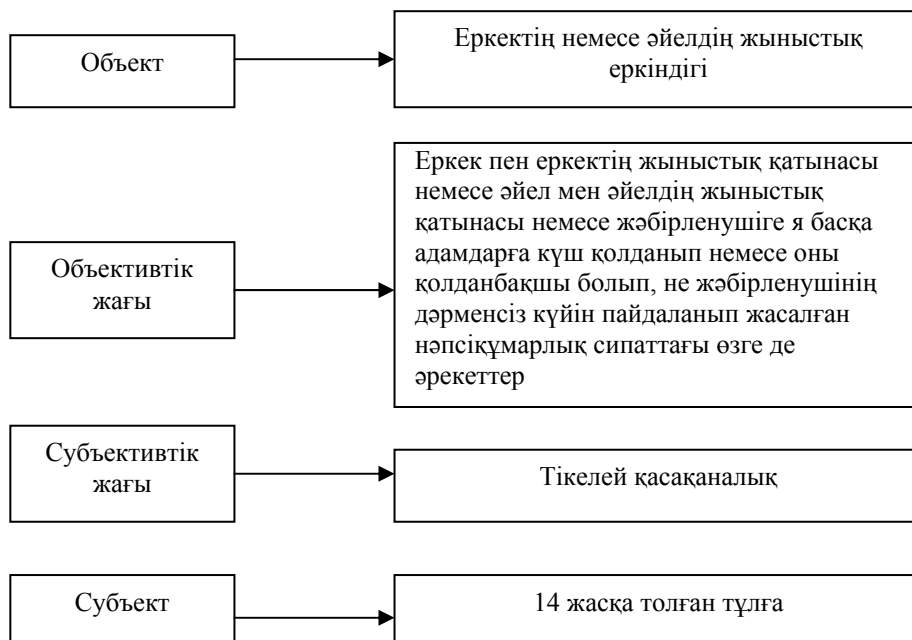 Объект
Еркектің немесе әйелдің жыныстық
еркіндігі
Объективтік
жағы
Еркек пен еркектің жыныстық қатынасы
немесе әйел мен әйелдің жыныстық
қатынасы немесе жәбірленушіге я басқа
адамдарға күш қолданып немесе оны
қолданбақшы болып, не жәбірленушінің
дәрменсіз күйін пайдаланып жасалған
нәпсіқұмарлық сипаттағы өзге де
әрекеттер
Субъективтік
жағы
Тікелей қасақаналық
Субъект
14 жасқа толған тұлға